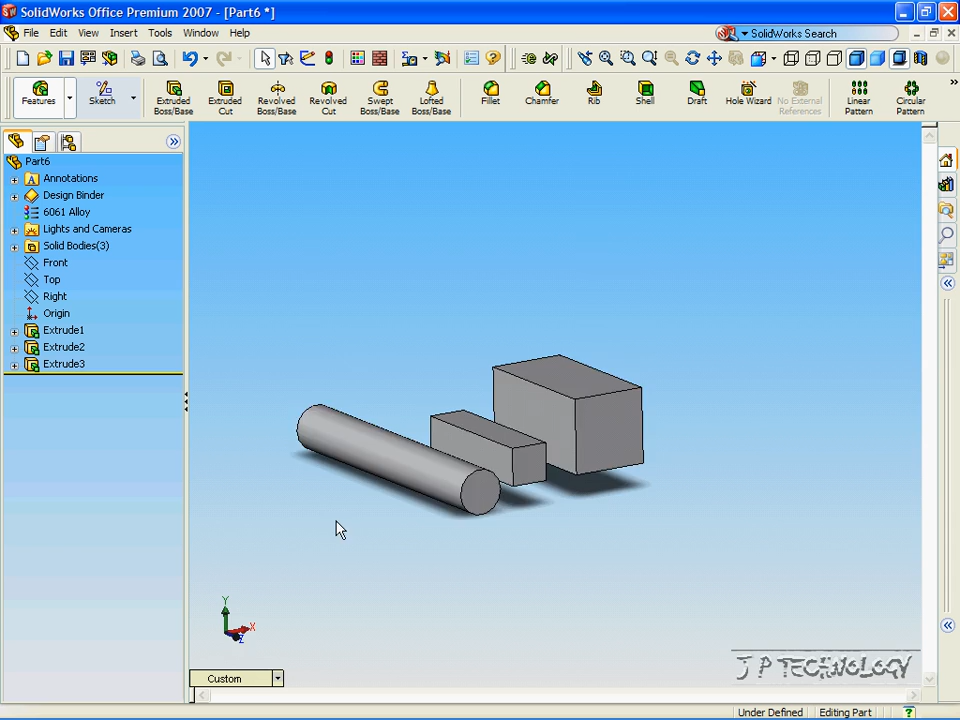 SolidWorks Office Premium 2007 - [Part6 *]
File Edit View Insert Tools Window Help
SolidWorks Search
Features
Sketch
Extruded Boss/Base
Extruded Cut
Revolved Boss/Base
Revolved Cut
Swept Boss/Base
Lofted Boss/Base
Fillet
Chamfer
Rib
Shell
Draft
Hole Wizard
No External References
Linear Pattern
Circular Pattern
Part6
Annotations
Design Binder
6061 Alloy
Lights and Cameras
Solid Bodies(3)
Front
Top
Right
Origin
Extrude1
Extrude2
Extrude3
Y
X
Z
Custom
J P TECHNOLOGY
Under Defined
Editing Part